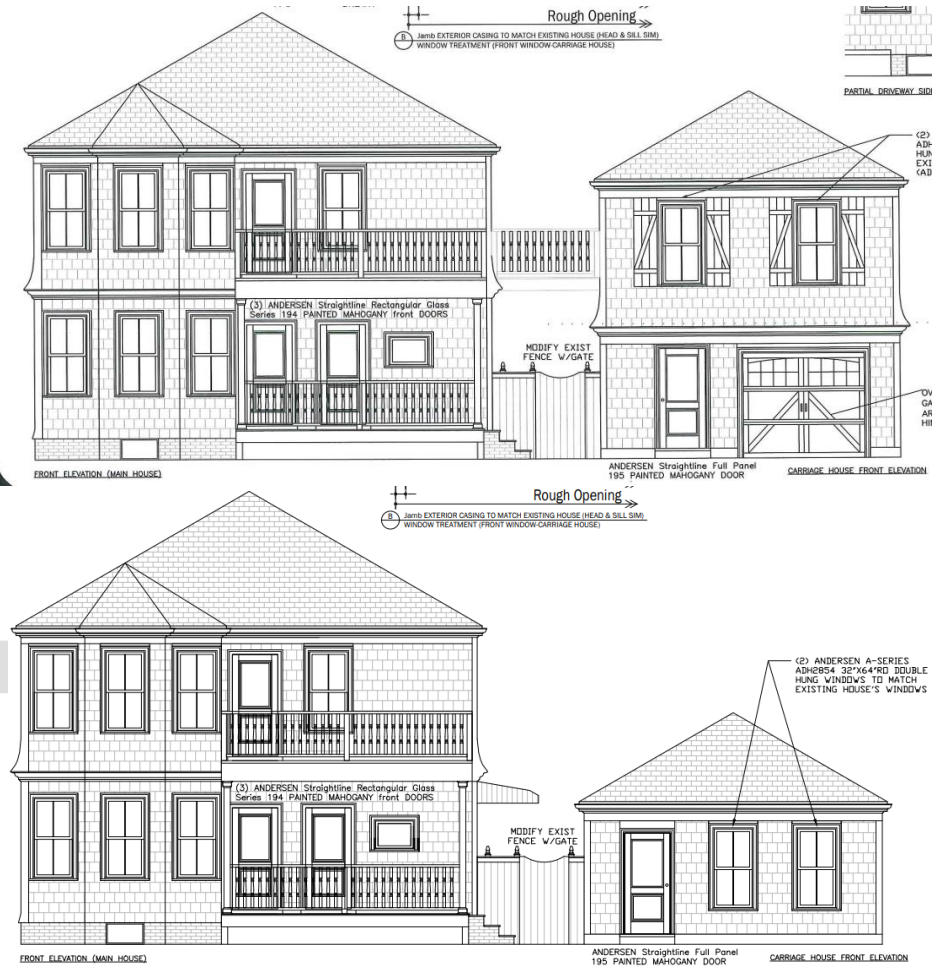 Rough Opening
B
Jamb EXTERIOR CASING TO MATCH EXISTING HOUSE (HEAD & SILL SIM)
WINDOW TREATMENT (FRONT WINDOW-CARRIAGE HOUSE)
PARTIAL DRIVEWAY
(2)
(3) ANDERSEN Straightline Rectangular Glass
Series 194 PAINTED MAHOGANY front DOORS
MODIFY EXIST
FENCE W/GATE
ANDERSEN Straightline Full Panel
195 PAINTED MAHOGANY DOOR
FRONT ELEVATION (MAIN HOUSE)
CARRIAGE HOUSE FRONT ELEVATION
Rough Opening
B
Jamb EXTERIOR CASING TO MATCH EXISTING HOUSE (HEAD & SILL SIM)
WINDOW TREATMENT (FRONT WINDOW-CARRIAGE HOUSE)
(2) ANDERSEN A-SERIES
ADH2854 32"X64"RO DOUBLE
HUNG WINDOWS TO MATCH
EXISTING HOUSE'S WINDOWS
(3) ANDERSEN Straightline Rectangular Glass
Series 194 PAINTED MAHOGANY front DOORS
MODIFY EXIST
FENCE W/GATE
ANDERSEN Straightline Full Panel
195 PAINTED MAHOGANY DOOR
FRONT ELEVATION (MAIN HOUSE)
CARRIAGE HOUSE FRONT ELEVATION